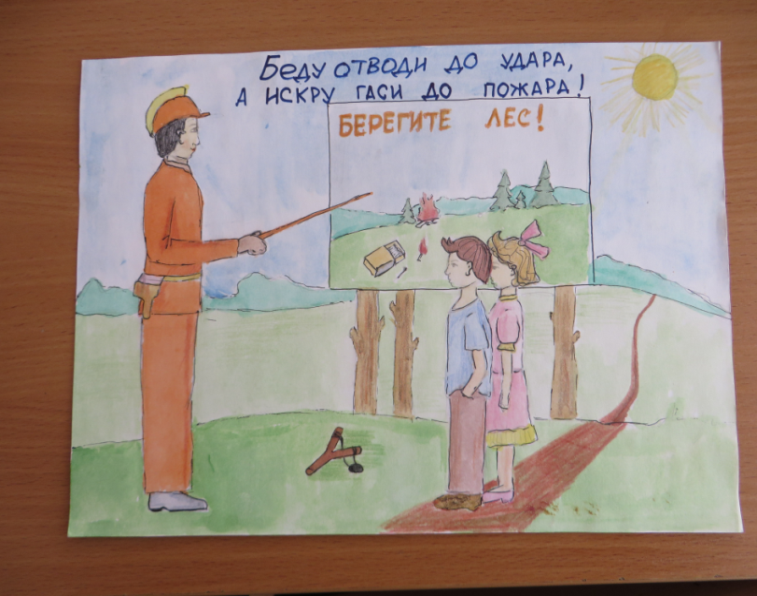 Беду отводи до удара,
а искру гаси до пожара!
БЕРЕГИТЕ ЛЕС!